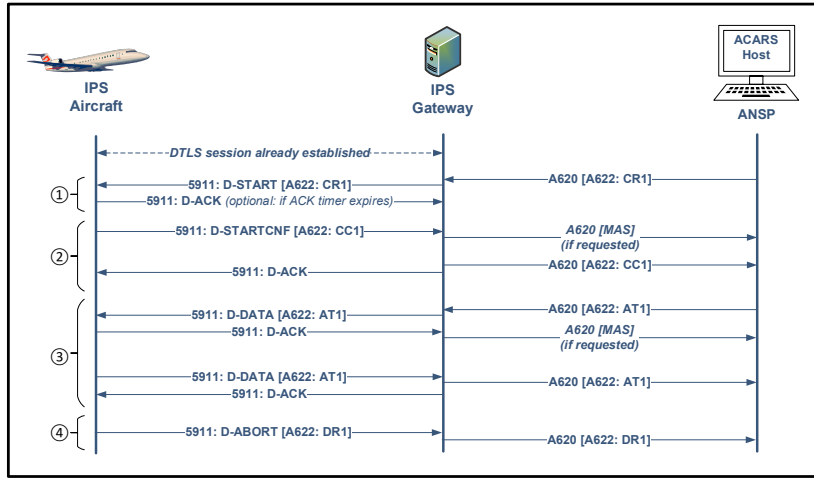 ACARS
Host
IPS
Aircraft
IPS
Gateway
ANSP
DTLS session already established
①
5911: D-START [A622: CR1]
A620 [A622: CR1]
5911: D-ACK (optional: if ACK timer expires)
②
5911: D-STARTCNF [A622: CC1]
A620 [MAS]
(if requested)
5911: D-ACK
A620 [A622: CC1]
③
5911: D-DATA [A622: AT1]
A620 [A622: AT1]
5911: D-ACK
A620 [MAS]
(if requested)
5911: D-DATA [A622: AT1]
A620 [A622: AT1]
5911: D-ACK
④
5911: D-ABORT [A622: DR1]
A620 [A622: DR1]